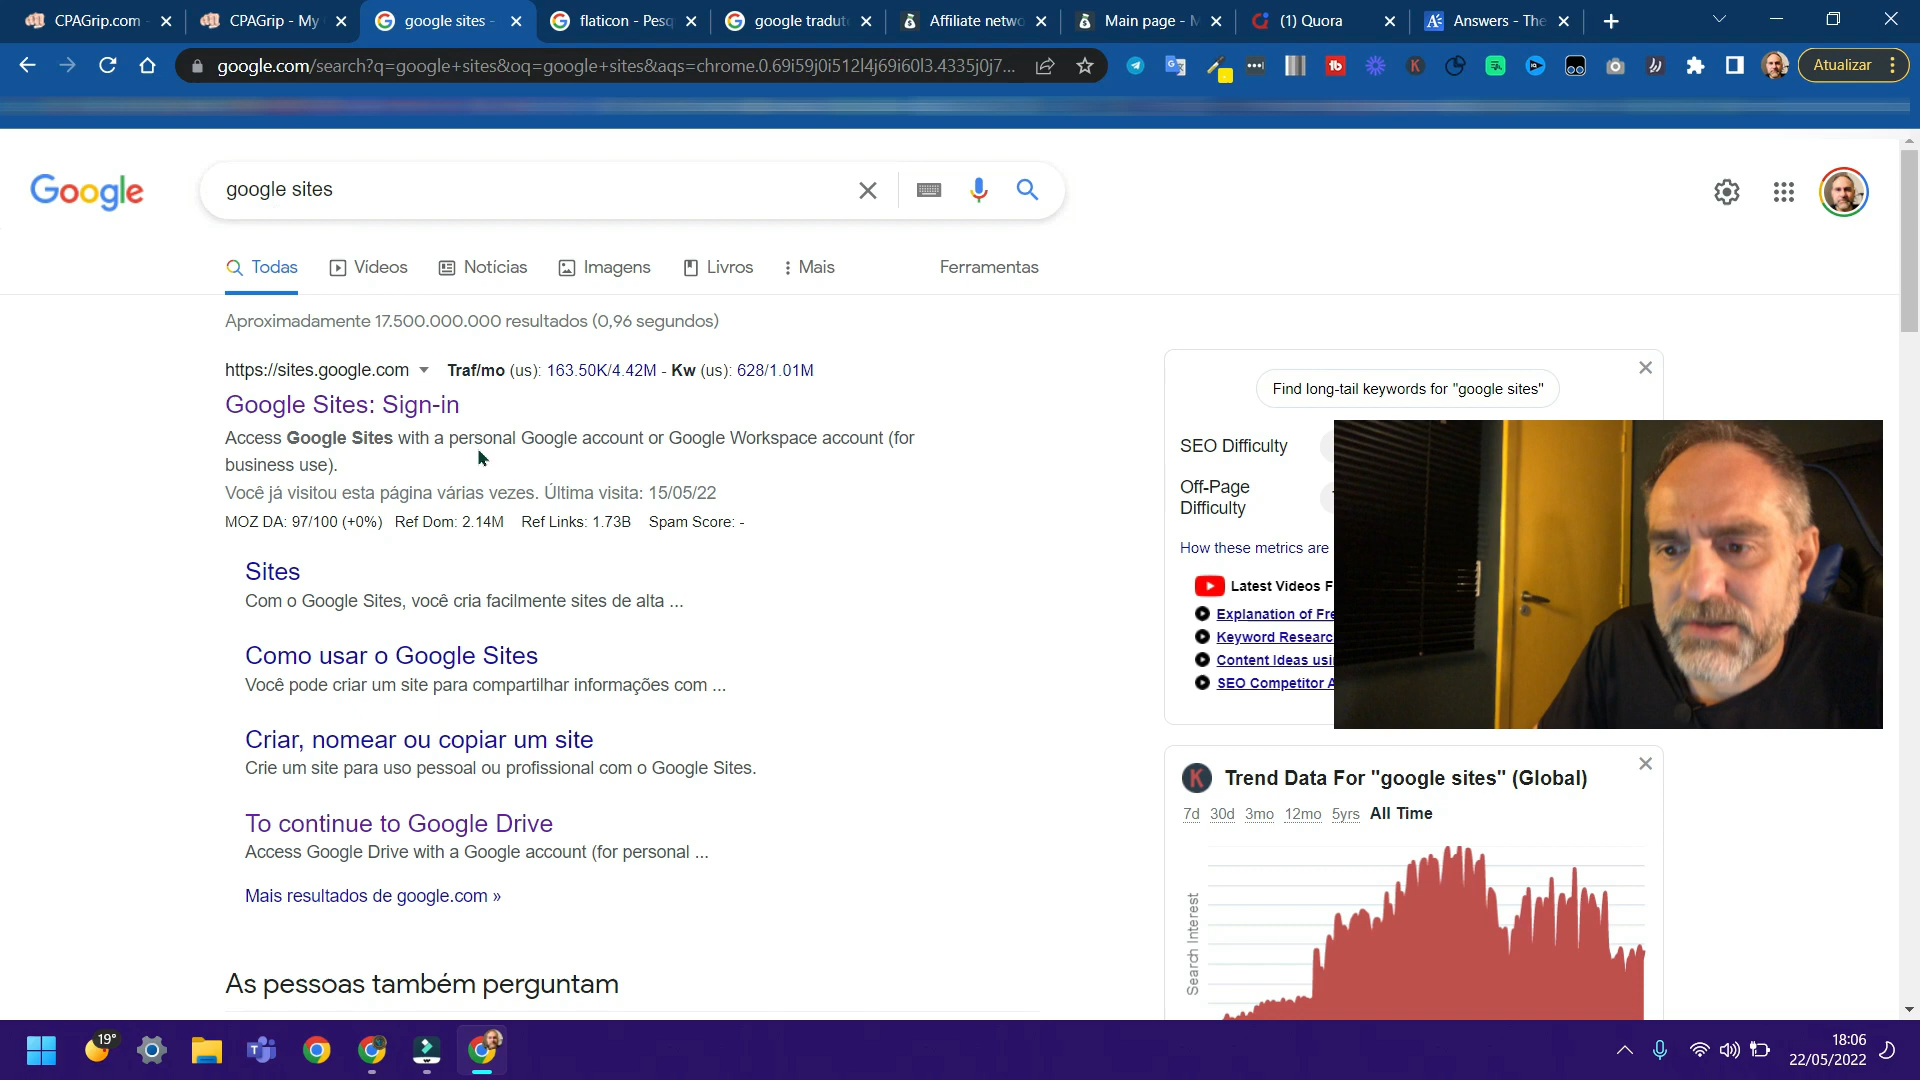 CPAGrip.com
CPAGrip - My
google sites -
flaticon - Pesq
google tradut
Affiliate netwo
Main page - M
(1) Quora
Answers - The
google.com/search?q=google+sites&oq=google+sites&aqs=chrome.0.69i59j0i512l4j69i60l3.4335j0j7...
Atualizar
Google
google sites
Todas
Vídeos
Notícias
Imagens
Livros
Mais
Ferramentas
Aproximadamente 17.500.000.000 resultados (0,96 segundos)
https://sites.google.com Traf/mo (us): 163.50K/4.42M - Kw (us): 628/1.01M
Google Sites: Sign-in
Access Google Sites with a personal Google account or Google Workspace account (for
business use).
Você já visitou esta página várias vezes. Última visita: 15/05/22
MOZ DA: 97/100 (+0%) Ref Dom: 2.14M Ref Links: 1.73B Spam Score: -
Sites
Com o Google Sites, você cria facilmente sites de alta ...
Como usar o Google Sites
Você pode criar um site para compartilhar informações com ...
Criar, nomear ou copiar um site
Crie um site para uso pessoal ou profissional com o Google Sites.
To continue to Google Drive
Access Google Drive with a Google account (for personal ...
Mais resultados de google.com »
As pessoas também perguntam
Find long-tail keywords for "google sites"
SEO Difficulty
Off-Page
Difficulty
How these metrics are
Latest Videos F
Explanation of Fre
Keyword Researc
Content Ideas usi
SEO Competitor A
K
Trend Data For "google sites" (Global)
7d 30d 3mo 12mo 5yrs All Time
Search Interest
19°
18:06
22/05/2022